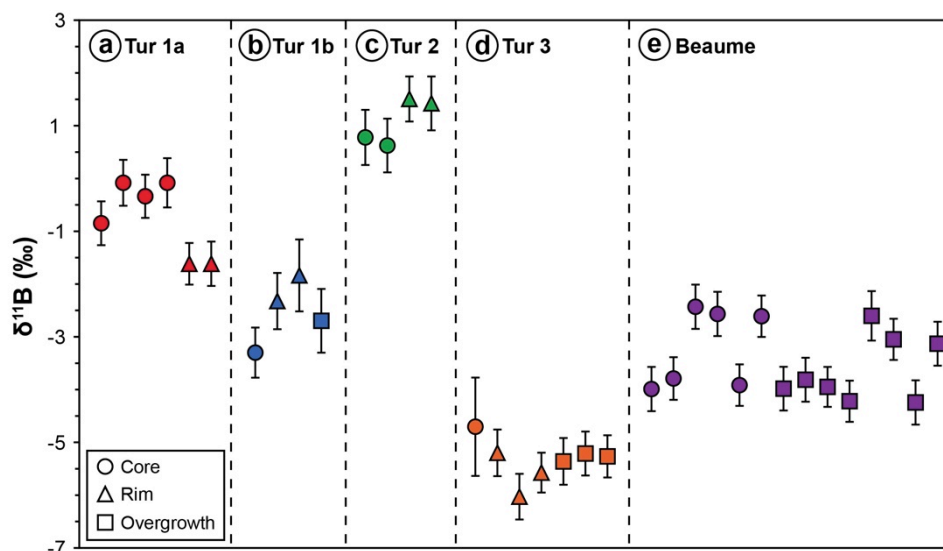 3
1
-1
-3
-5
-7
δ¹¹B (‰)
a Tur 1a
b Tur 1b
c Tur 2
d Tur 3
e Beaume
Core
Rim
Overgrowth